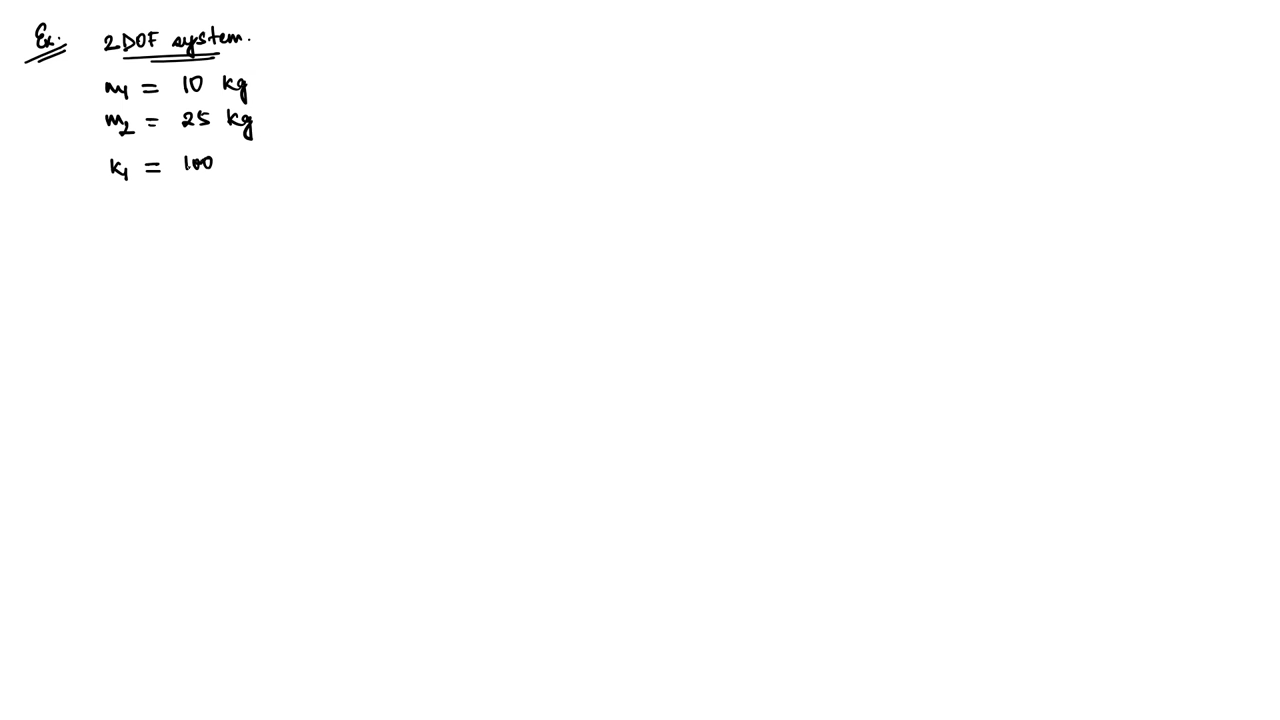 Ex. 2DOF system.
m₁ = 10 kg
m₂ = 25 kg
k₁ = 100